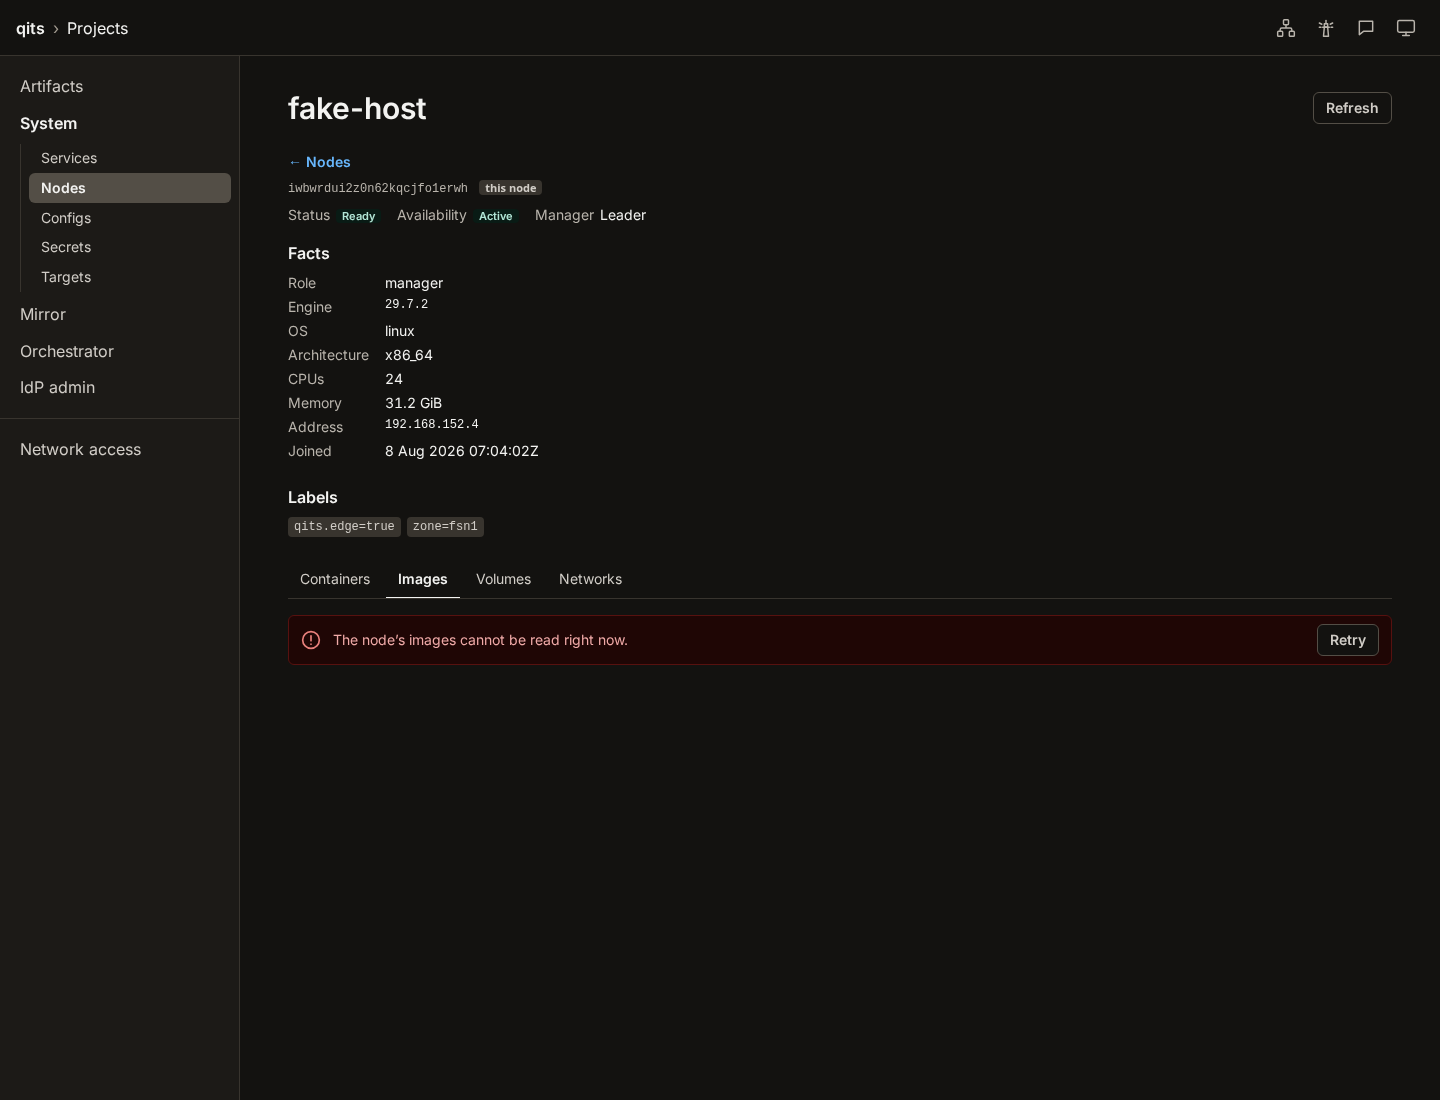 qits › Projects
Artifacts
System
Services
Nodes
Configs
Secrets
Targets
Mirror
Orchestrator
IdP admin
Network access
fake-host
Refresh
← Nodes
iwbwrdui2z0n62kqcjfo1erwh this node
Status Ready Availability Active Manager Leader
Facts
Role manager
Engine 29.7.2
OS linux
Architecture x86_64
CPUs 24
Memory 31.2 GiB
Address 192.168.152.4
Joined 8 Aug 2026 07:04:02Z
Labels
qits.edge=true zone=fsn1
Containers Images Volumes Networks
The node’s images cannot be read right now. Retry